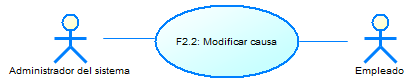 F2.2: Modificar causa
Administrador del sistema
Empleado